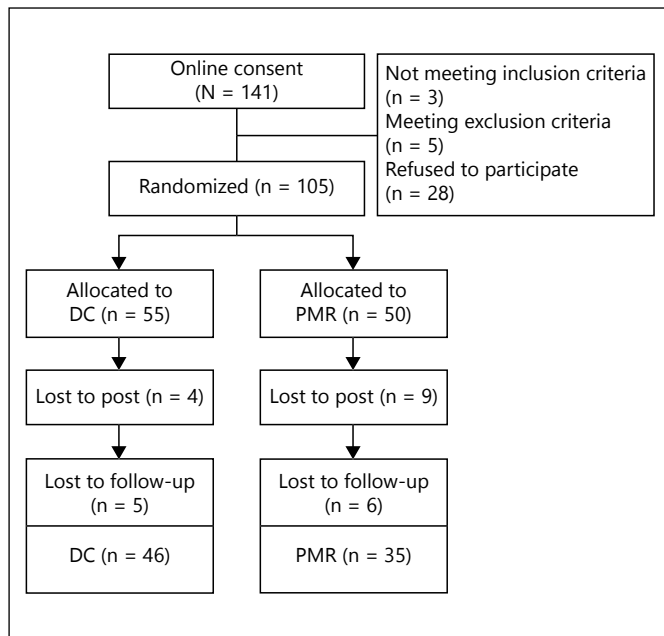 Online consent
(N = 141)
Not meeting inclusion criteria
(n = 3)
Meeting exclusion criteria
(n = 5)
Refused to participate
(n = 28)
Randomized (n = 105)
Allocated to
DC (n = 55)
Allocated to
PMR (n = 50)
Lost to post (n = 4)
Lost to post (n = 9)
Lost to follow-up
(n = 5)
Lost to follow-up
(n = 6)
DC (n = 46)
PMR (n = 35)